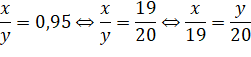 x/y = 0,95 ⇔ x/y = 19/20 ⇔ x/19 = y/20